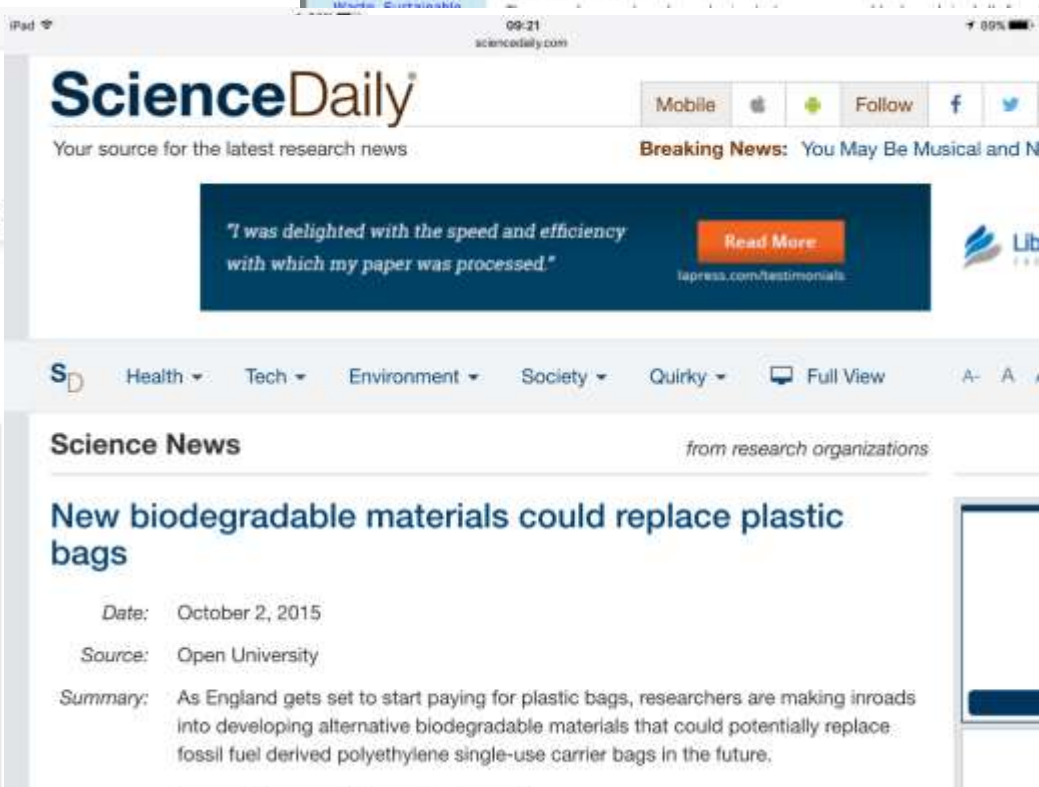 Waste, Sustainable
iPad 09:21 89%
sciencedaily.com
ScienceDaily
Mobile Follow f
Your source for the latest research news
Breaking News: You May Be Musical and N
"I was delighted with the speed and efficiency
with which my paper was processed."
Read More
lapress.com/testimonials
Lib
SD Health Tech Environment Society Quirky Full View A- A
Science News
from research organizations
New biodegradable materials could replace plastic
bags
Date: October 2, 2015
Source: Open University
Summary: As England gets set to start paying for plastic bags, researchers are making inroads
into developing alternative biodegradable materials that could potentially replace
fossil fuel derived polyethylene single-use carrier bags in the future.